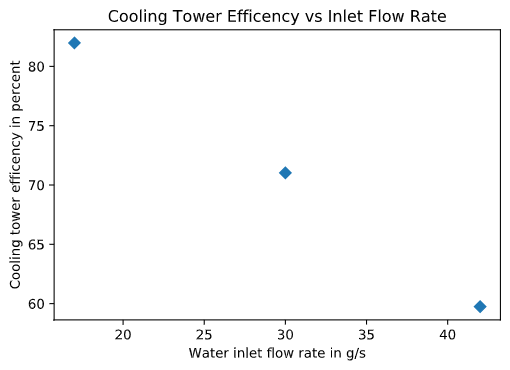 Cooling Tower Efficency vs Inlet Flow Rate
Cooling tower efficency in percent
80
75
70
65
60
20 25 30 35 40
Water inlet flow rate in g/s